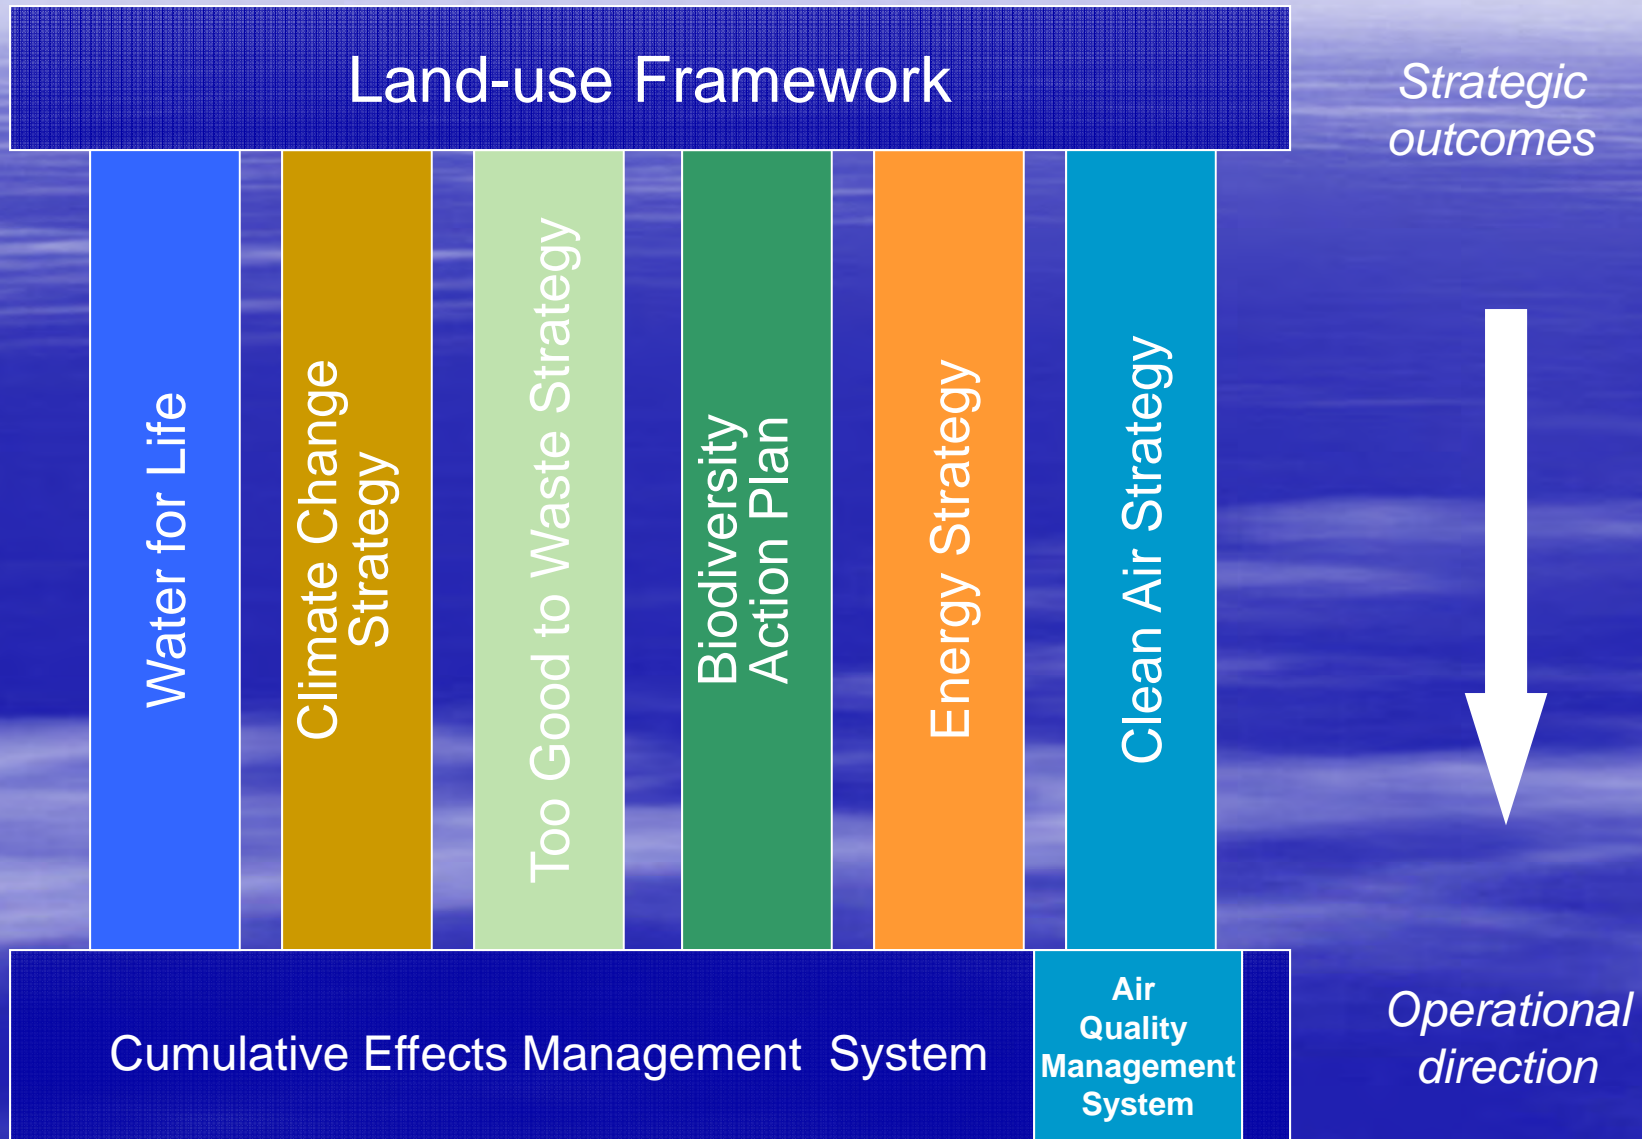 Land-use Framework
Strategic
outcomes
Water for Life
Climate Change
Strategy
Too Good to Waste Strategy
Biodiversity
Action Plan
Energy Strategy
Clean Air Strategy
Cumulative Effects Management  System
Air
Quality
Management
System
Operational
direction